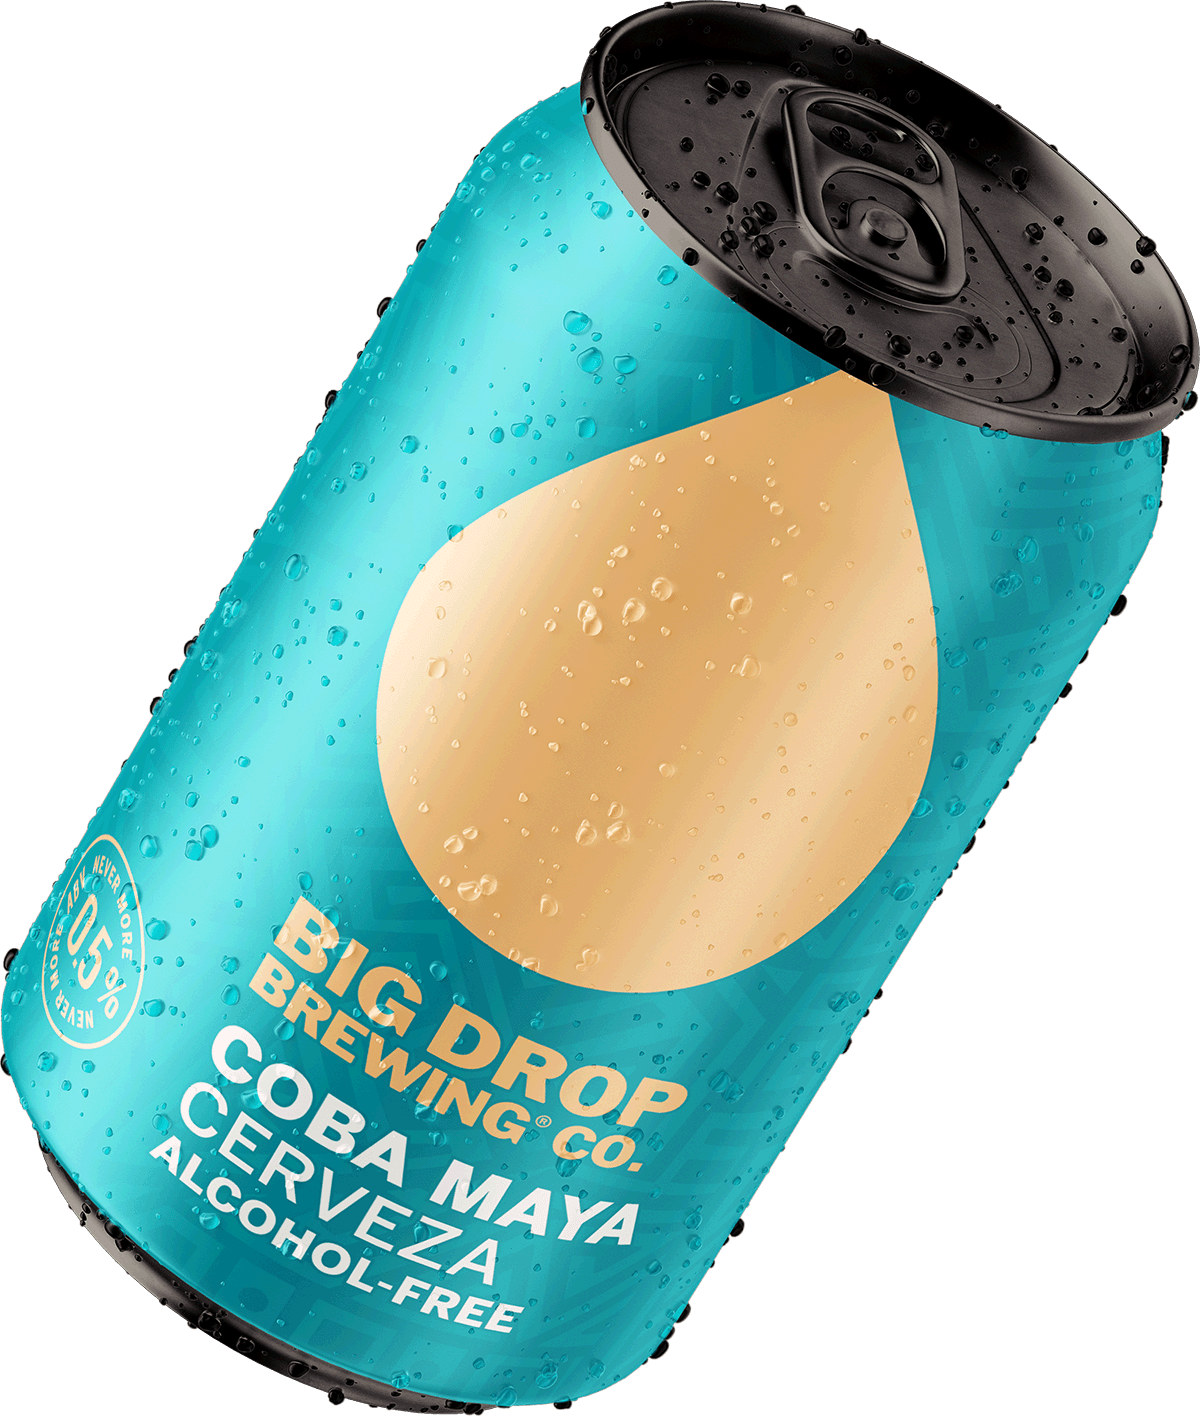 BIG DROP
BREWING® CO.
COBA MAYA
CERVEZA
ALCOHOL-FREE
NEVER MORE
0.5%
ABV
NEVER MORE